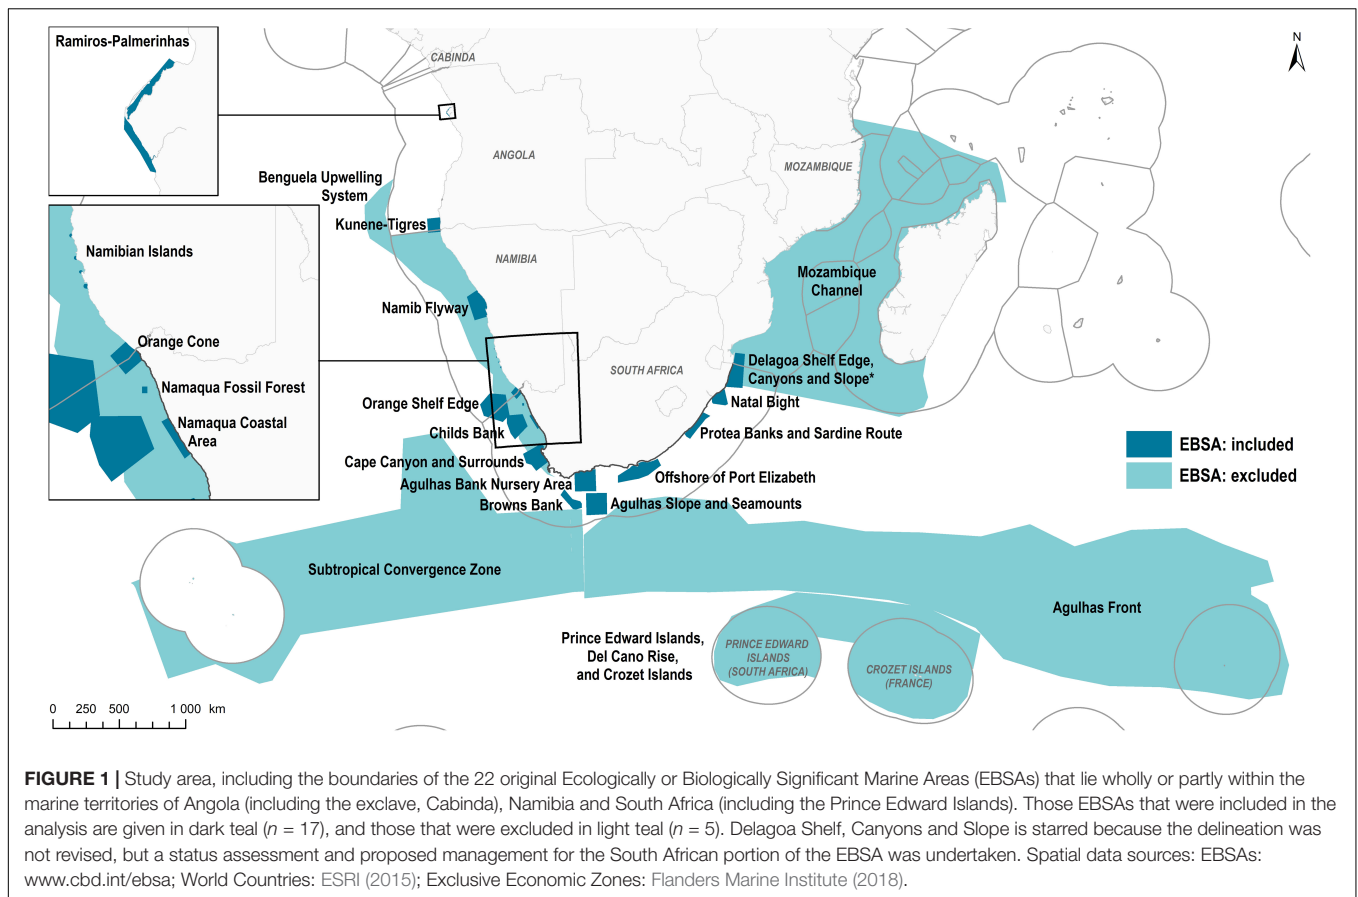 Ramiros-Palmerinhas
CABINDA
N
ANGOLA
MOZAMBIQUE
Benguela Upwelling
System
Kunene-Tigres
Namibian Islands
NAMIBIA
Mozambique
Channel
Namib Flyway
Orange Cone
Delagoa Shelf Edge,
Canyons and Slope*
SOUTH AFRICA
Namaqua Fossil Forest
Orange Shelf Edge
Natal Bight
Namaqua Coastal
Area
Childs Bank
Protea Banks and Sardine Route
EBSA: included
EBSA: excluded
Cape Canyon and Surrounds
Offshore of Port Elizabeth
Agulhas Bank Nursery Area
Browns Bank
Agulhas Slope and Seamounts
Subtropical Convergence Zone
Agulhas Front
Prince Edward Islands,
Del Cano Rise,
and Crozet Islands
PRINCE EDWARD
ISLANDS
(SOUTH AFRICA)
CROZET ISLANDS
(FRANCE)
0 250 500 1 000 km
FIGURE 1 | Study area, including the boundaries of the 22 original Ecologically or Biologically Significant Marine Areas (EBSAs) that lie wholly or partly within the
marine territories of Angola (including the exclave, Cabinda), Namibia and South Africa (including the Prince Edward Islands). Those EBSAs that were included in the
analysis are given in dark teal (n = 17), and those that were excluded in light teal (n = 5). Delagoa Shelf, Canyons and Slope is starred because the delineation was
not revised, but a status assessment and proposed management for the South African portion of the EBSA was undertaken. Spatial data sources: EBSAs:
www.cbd.int/ebsa; World Countries: ESRI (2015); Exclusive Economic Zones: Flanders Marine Institute (2018).